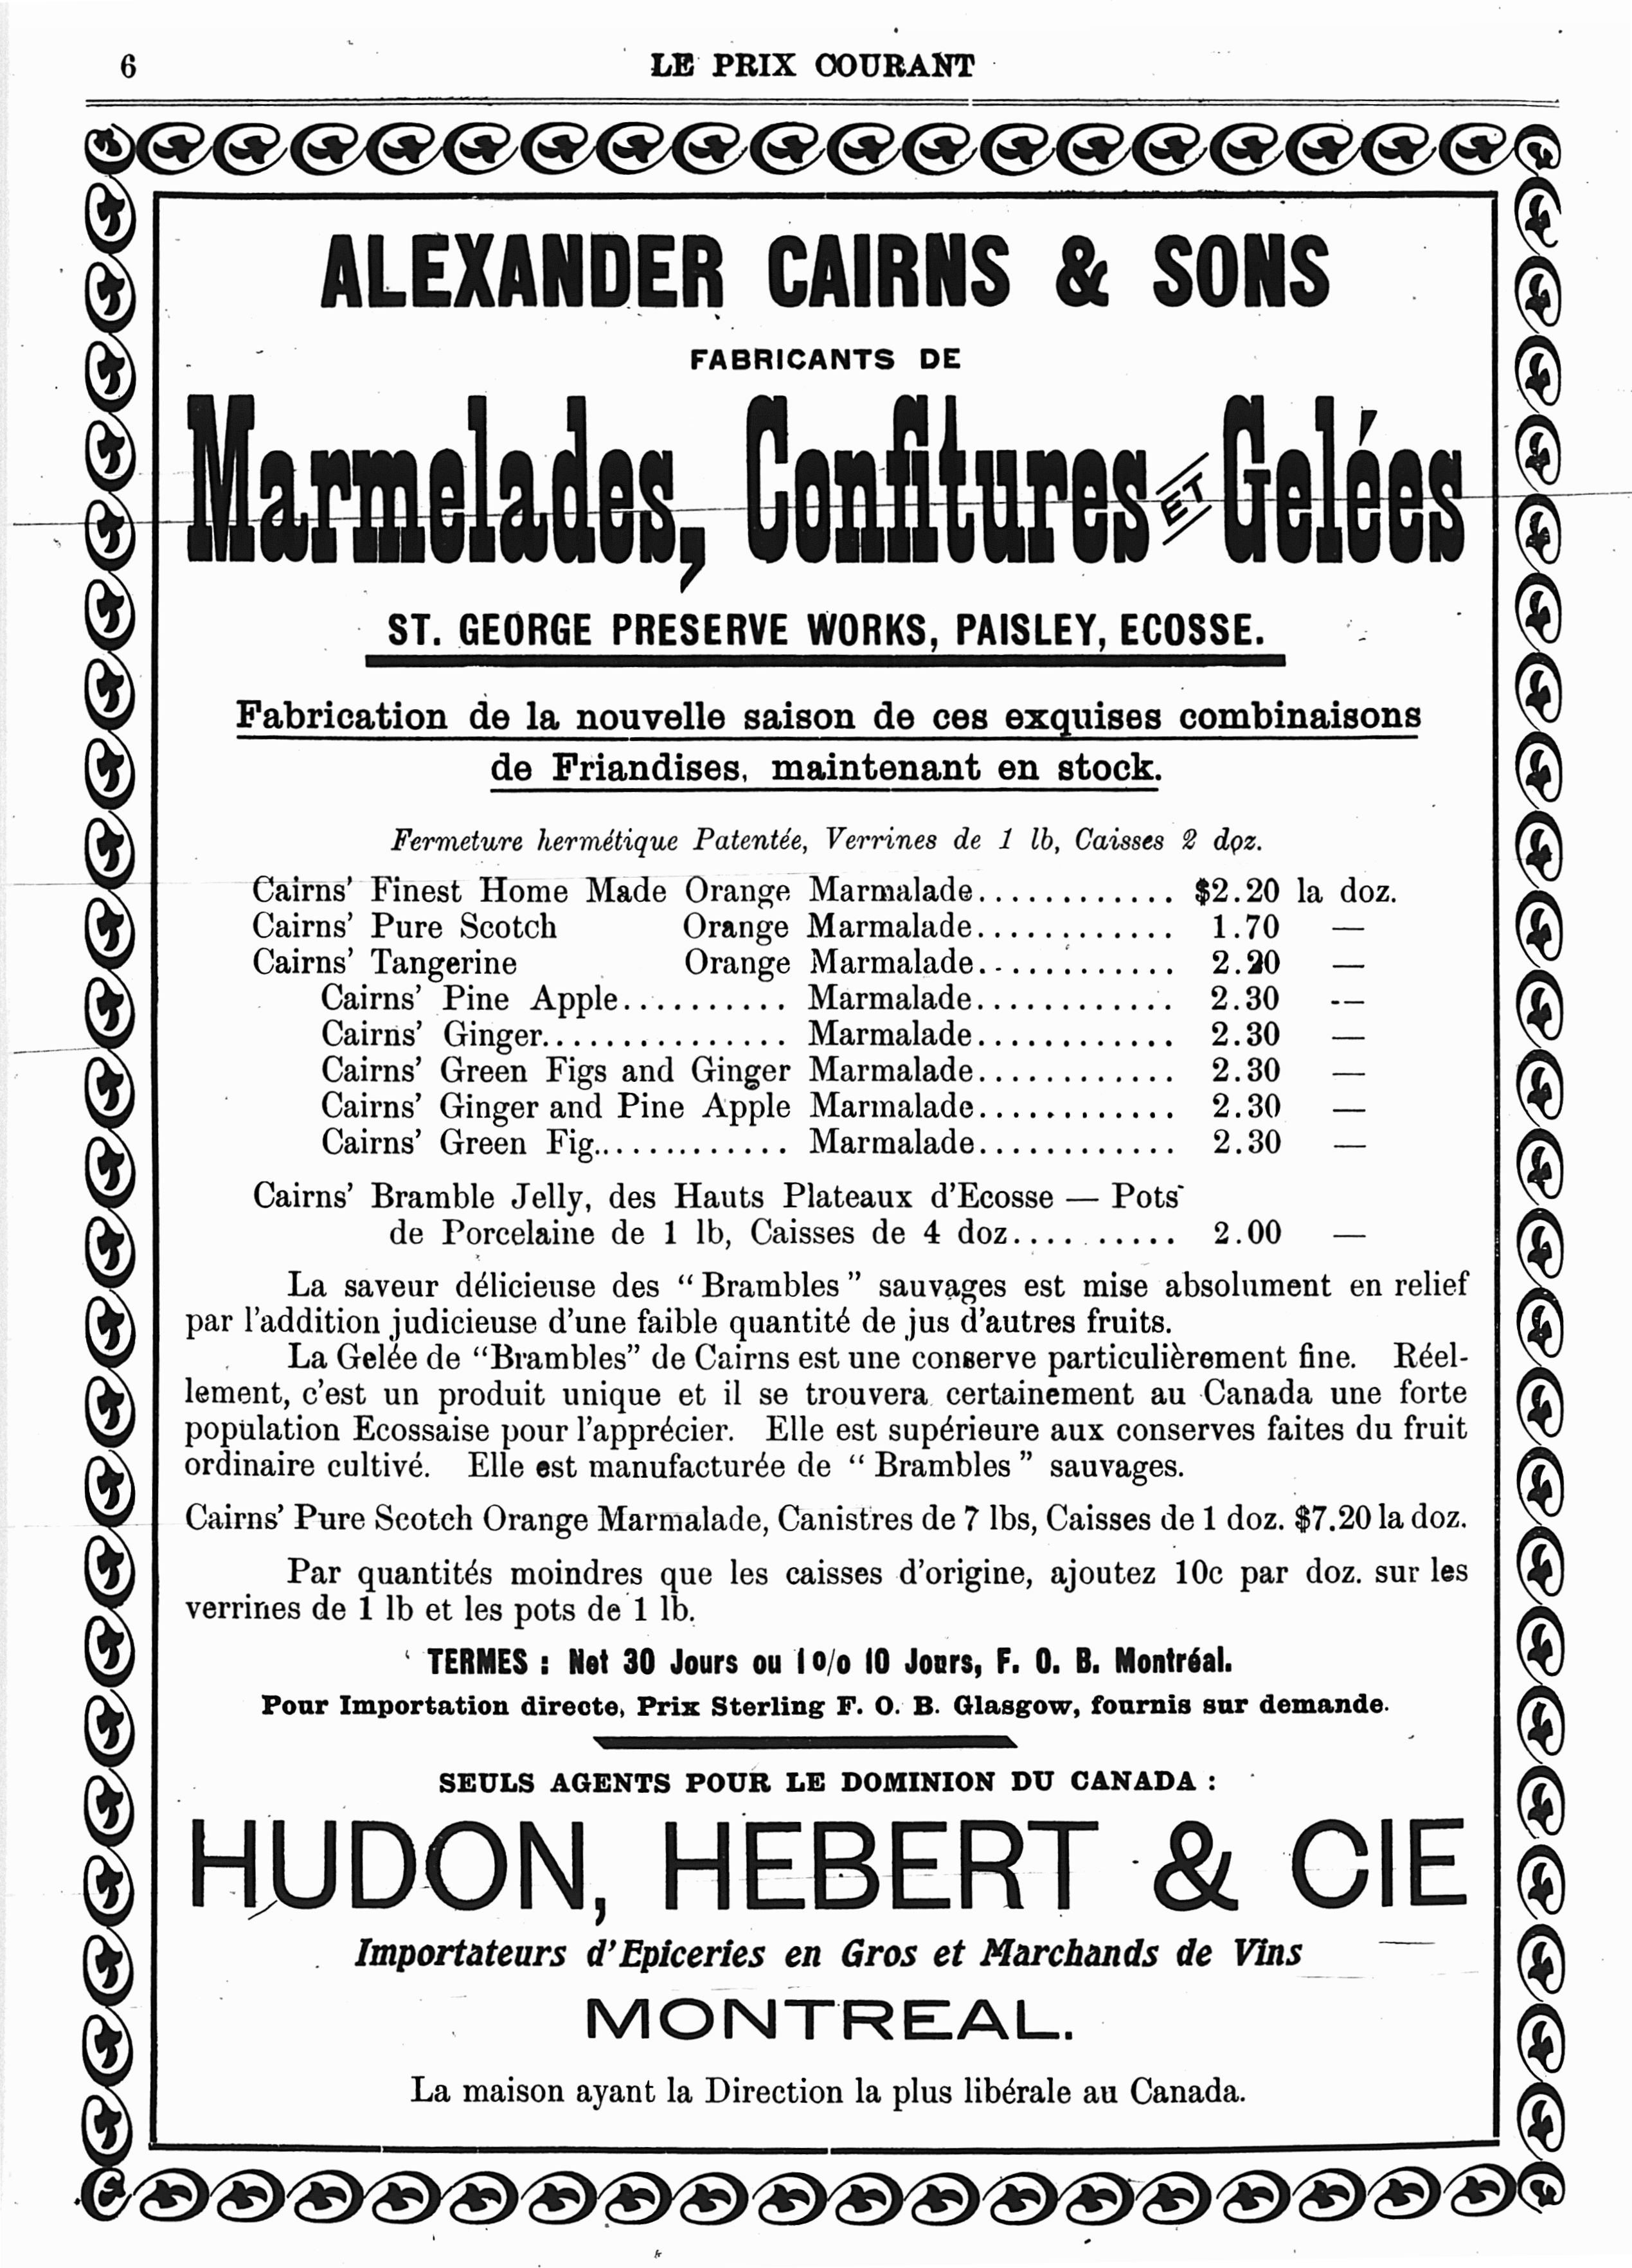 6
LE PRIX COURANT
ALEXANDER CAIRNS & SONS
FABRICANTS DE
Marmelades, Confitures ET Gelées
ST. GEORGE PRESERVE WORKS, PAISLEY, ECOSSE.
Fabrication de la nouvelle saison de ces exquises combinaisons
de Friandises, maintenant en stock.
Fermeture hermétique Patentée, Verrines de 1 lb, Caisses 2 doz.
Cairns' Finest Home Made Orange Marmalade............ $2.20 la doz.
Cairns' Pure Scotch Orange Marmalade............ 1.70 —
Cairns' Tangerine Orange Marmalade............ 2.20 —
Cairns' Pine Apple.......... Marmalade............ 2.30 —
Cairns' Ginger............... Marmalade............ 2.30 —
Cairns' Green Figs and Ginger Marmalade............ 2.30 —
Cairns' Ginger and Pine Apple Marmalade............ 2.30 —
Cairns' Green Fig............. Marmalade............ 2.30 —
Cairns' Bramble Jelly, des Hauts Plateaux d'Ecosse — Pots
de Porcelaine de 1 lb, Caisses de 4 doz.......... 2.00 —
La saveur délicieuse des "Brambles" sauvages est mise absolument en relief
par l'addition judicieuse d'une faible quantité de jus d'autres fruits.
La Gelée de "Brambles" de Cairns est une conserve particulièrement fine. Réel-
lement, c'est un produit unique et il se trouvera certainement au Canada une forte
population Ecossaise pour l'apprécier. Elle est supérieure aux conserves faites du fruit
ordinaire cultivé. Elle est manufacturée de "Brambles" sauvages.
Cairns' Pure Scotch Orange Marmalade, Canistres de 7 lbs, Caisses de 1 doz. $7.20 la doz.
Par quantités moindres que les caisses d'origine, ajoutez 10c par doz. sur les
verrines de 1 lb et les pots de 1 lb.
TERMES : Net 30 Jours ou 1 o/o 10 Jours, F. O. B. Montréal.
Pour Importation directe, Prix Sterling F. O. B. Glasgow, fournis sur demande.
SEULS AGENTS POUR LE DOMINION DU CANADA :
HUDON, HEBERT & CIE
Importateurs d'Epiceries en Gros et Marchands de Vins
MONTREAL.
La maison ayant la Direction la plus libérale au Canada.